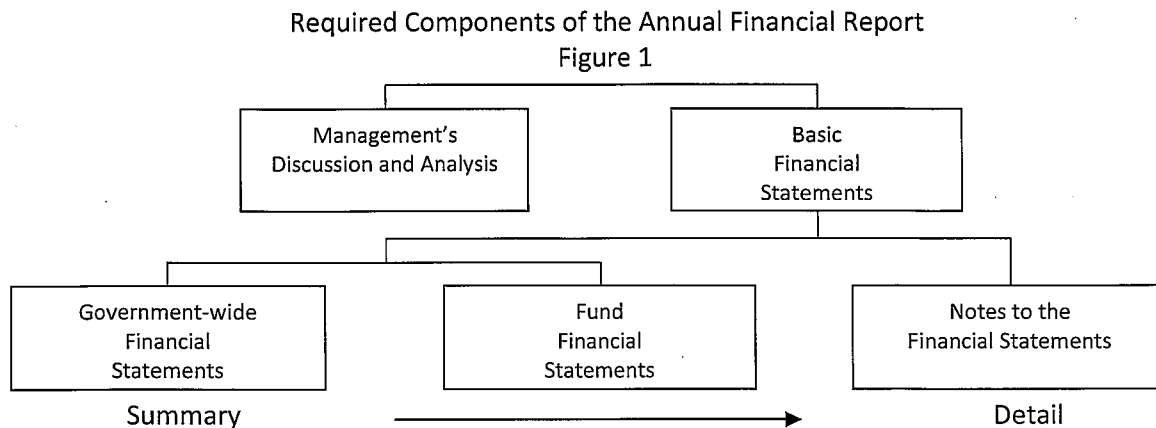 Required Components of the Annual Financial Report
Figure 1
Management's
Discussion and Analysis
Basic
Financial
Statements
Government-wide
Financial
Statements
Fund
Financial
Statements
Notes to the
Financial Statements
Summary
Detail